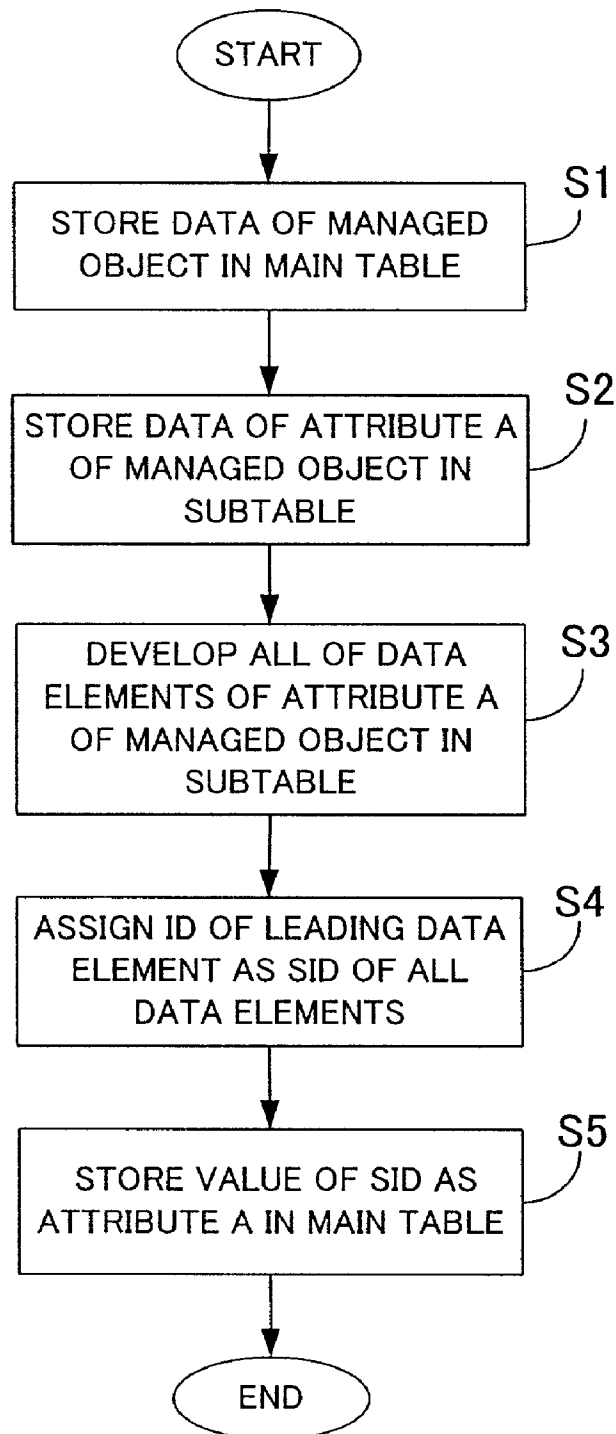 START
S1
STORE DATA OF MANAGED
OBJECT IN MAIN TABLE
S2
STORE DATA OF ATTRIBUTE A
OF MANAGED OBJECT IN
SUBTABLE
S3
DEVELOP ALL OF DATA
ELEMENTS OF ATTRIBUTE A
OF MANAGED OBJECT IN
SUBTABLE
S4
ASSIGN ID OF LEADING DATA
ELEMENT AS SID OF ALL
DATA ELEMENTS
S5
STORE VALUE OF SID AS
ATTRIBUTE A IN MAIN TABLE
END